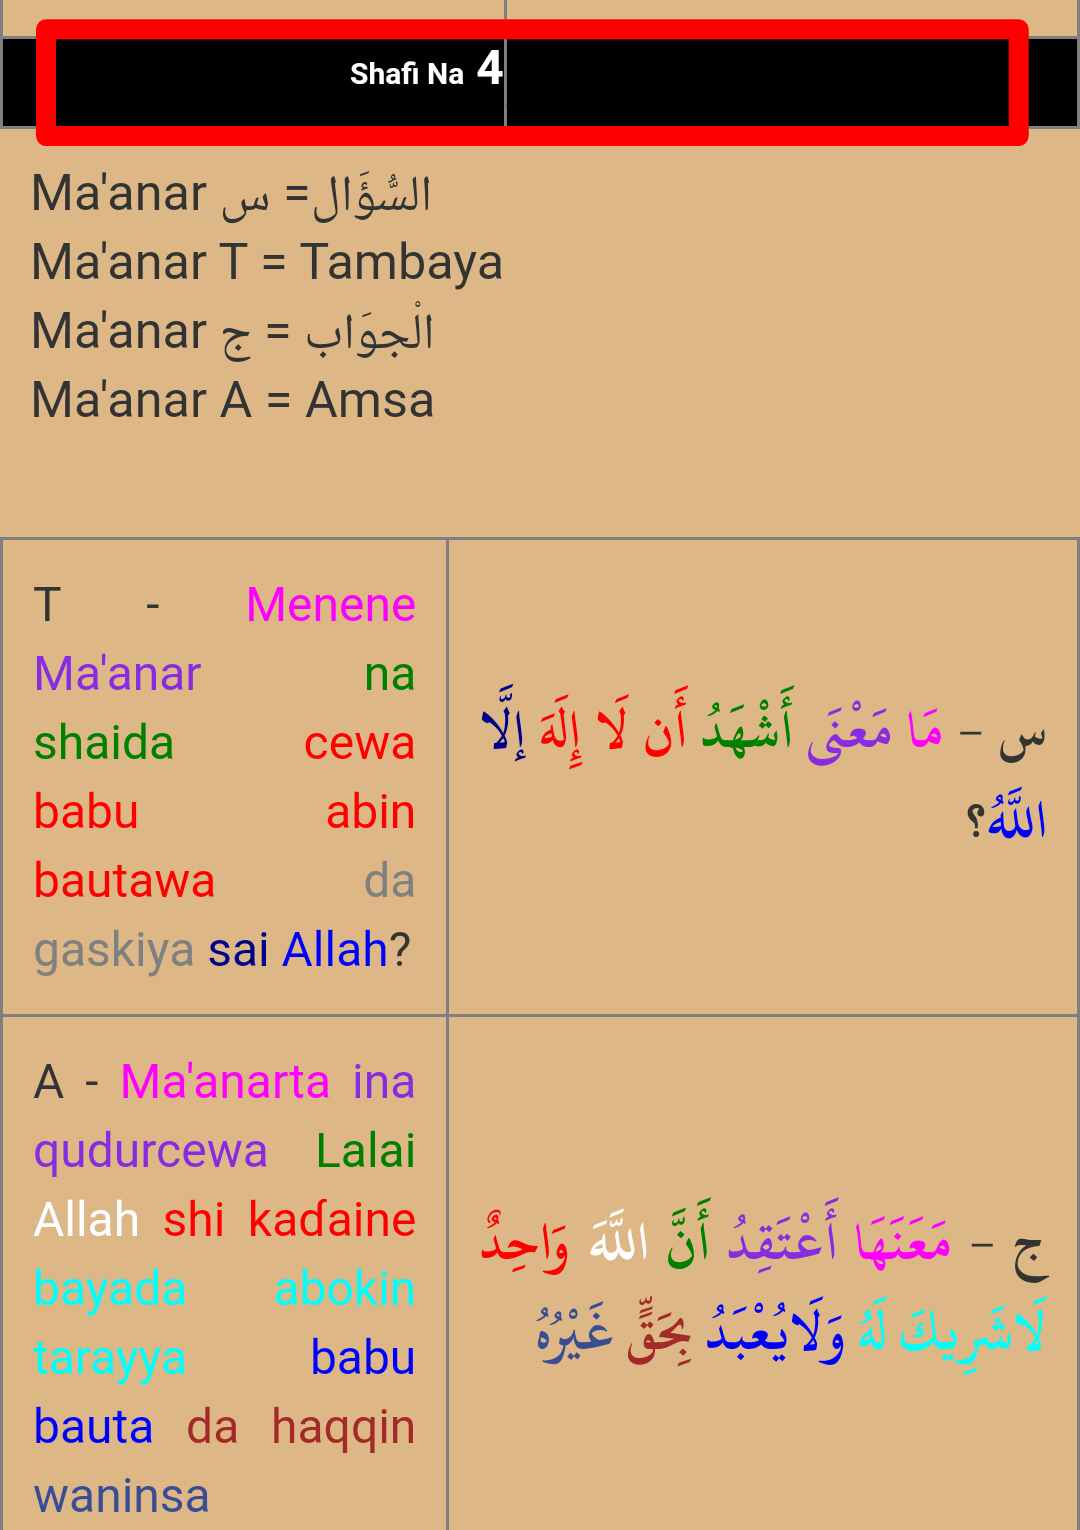 Shafi Na 4
Ma'anar س =السُّؤَال
Ma'anar T = Tambaya
Ma'anar ج = الْجوَاب
Ma'anar A = Amsa
T - Menene
Ma'anar na
shaida cewa
babu abin
bautawa da
gaskiya sai Allah?
س – مَا مَعْنَى أَشْهَدُ أَن لَا إِلَهَ إلَّا
اللَّهُ؟
A - Ma'anarta ina
qudurcewa Lalai
Allah shi kaɗaine
bayada abokin
tarayya babu
bauta da haqqin
waninsa
ج – مَعَنَهَا أَعْتَقِدُ أَنَّ اللَّهَ وَاحِدٌ
لَاشَرِيكَ لَهُ وَلَايُعْبَدُ بِحَقٍّ غَيْرُهُ